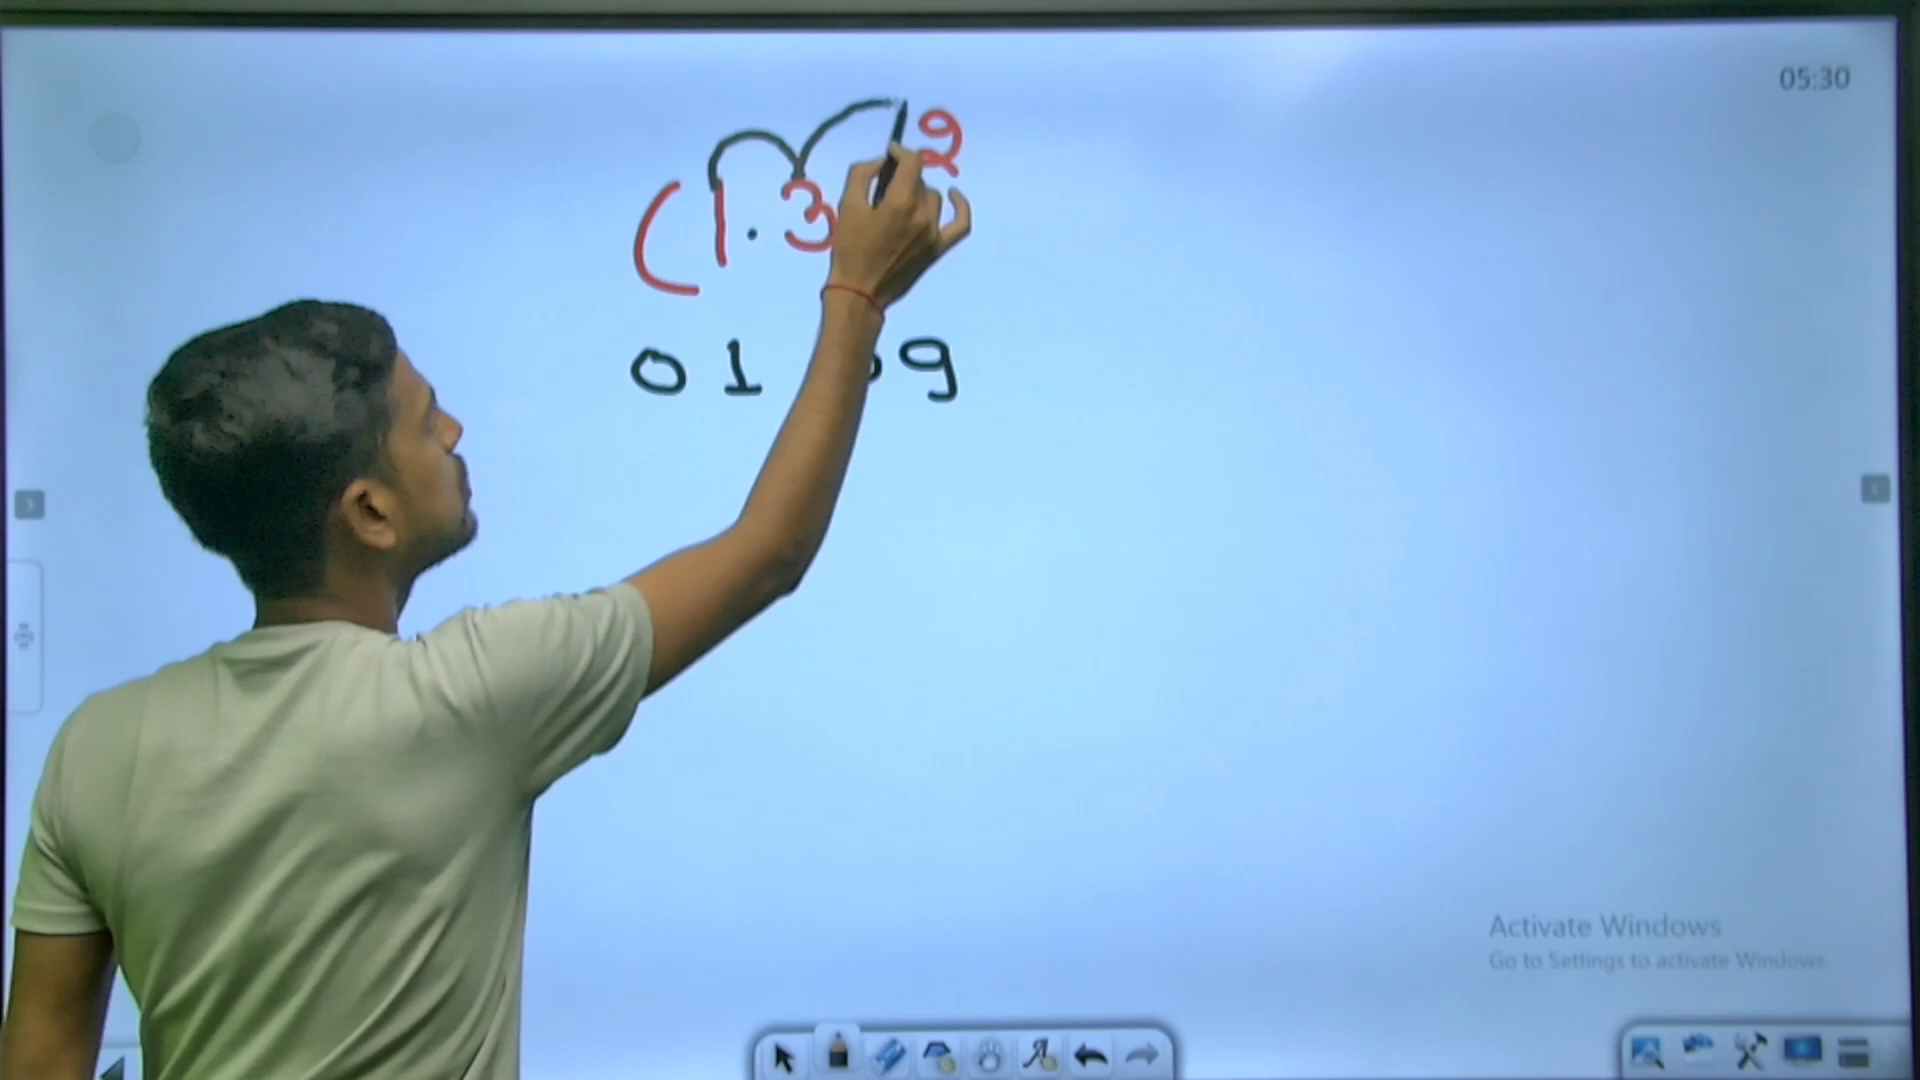 05:30
(1.3 2
0 1 9
Activate Windows
Go to Settings to activate Windows.